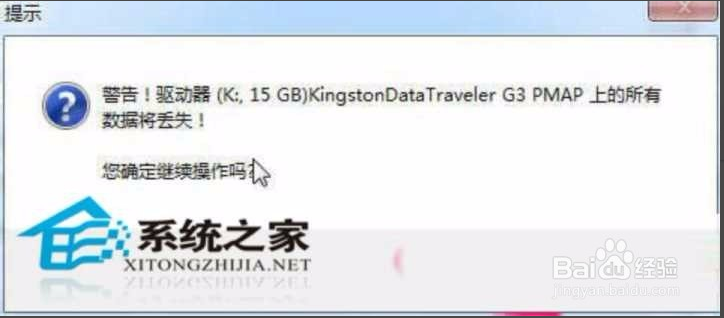 提示
警告！驱动器 (K:, 15 GB)KingstonDataTraveler G3 PMAP 上的所有
数据将丢失！
您确定继续操作吗?
系统之家
XITONGZHIJIA.NET
Baidu经验
jingyan.baidu.com